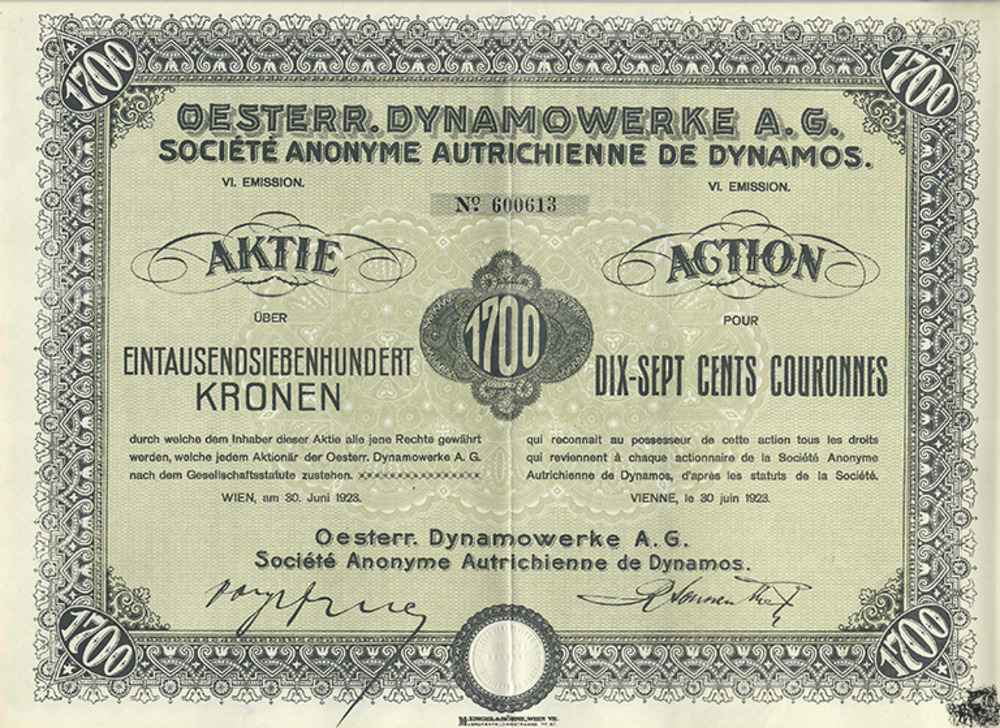 1700
1700
OESTERR. DYNAMOWERKE A.G.
SOCIÉTÉ ANONYME AUTRICHIENNE DE DYNAMOS.
VI. EMISSION.
VI. EMISSION.
Nº 600613
AKTIE
ÜBER
EINTAUSENDSIEBENHUNDERT
KRONEN
durch welche dem Inhaber dieser Aktie alle jene Rechte gewährt
werden, welche jedem Aktionär der Oesterr. Dynamowerke A. G.
nach dem Gesellschaftsstatute zustehen.
WIEN, am 30. Juni 1923.
1700
ACTION
POUR
DIX-SEPT CENTS COURONNES
qui reconnait au possesseur de cette action tous les droits
qui reviennent à chaque actionnaire de la Société Anonyme
Autrichienne de Dynamos, d'après les statuts de la Société.
VIENNE, le 30 juin 1923.
Oesterr. Dynamowerke A.G.
Société Anonyme Autrichienne de Dynamos.
1700
1700
M. ENGEL & SÖHNE, WIEN VII.